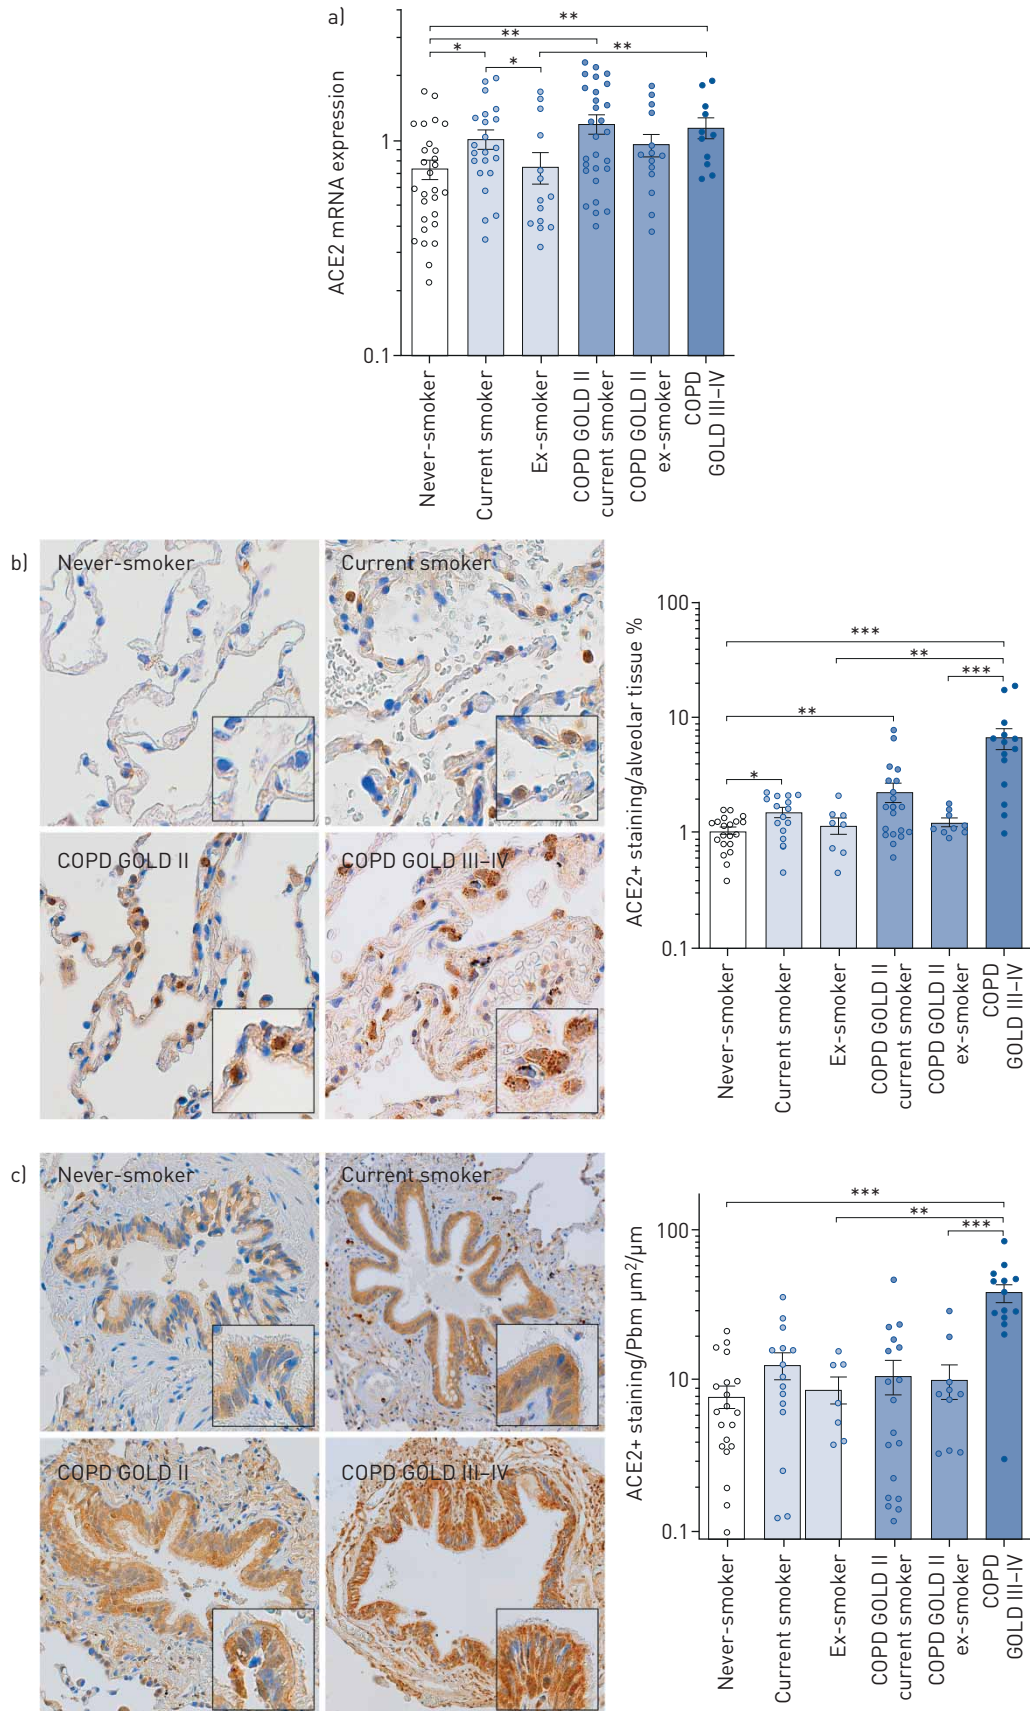 a)
**
**
*
**
*
ACE2 mRNA expression
1
0.1
Never-smoker
Current smoker
Ex-smoker
COPD GOLD II
current smoker
COPD GOLD II
ex-smoker
COPD
GOLD III–IV
b)
Never-smoker
Current smoker
COPD GOLD II
COPD GOLD III–IV
ACE2+ staining/alveolar tissue %
100
10
1
0.1
***
**
***
**
*
Never-smoker
Current smoker
Ex-smoker
COPD GOLD II
current smoker
COPD GOLD II
ex-smoker
COPD
GOLD III–IV
c)
Never-smoker
Current smoker
COPD GOLD II
COPD GOLD III–IV
ACE2+ staining/Pbm µm²/µm
100
10
0.1
***
**
***
Never-smoker
Current smoker
Ex-smoker
COPD GOLD II
current smoker
COPD GOLD II
ex-smoker
COPD
GOLD III–IV